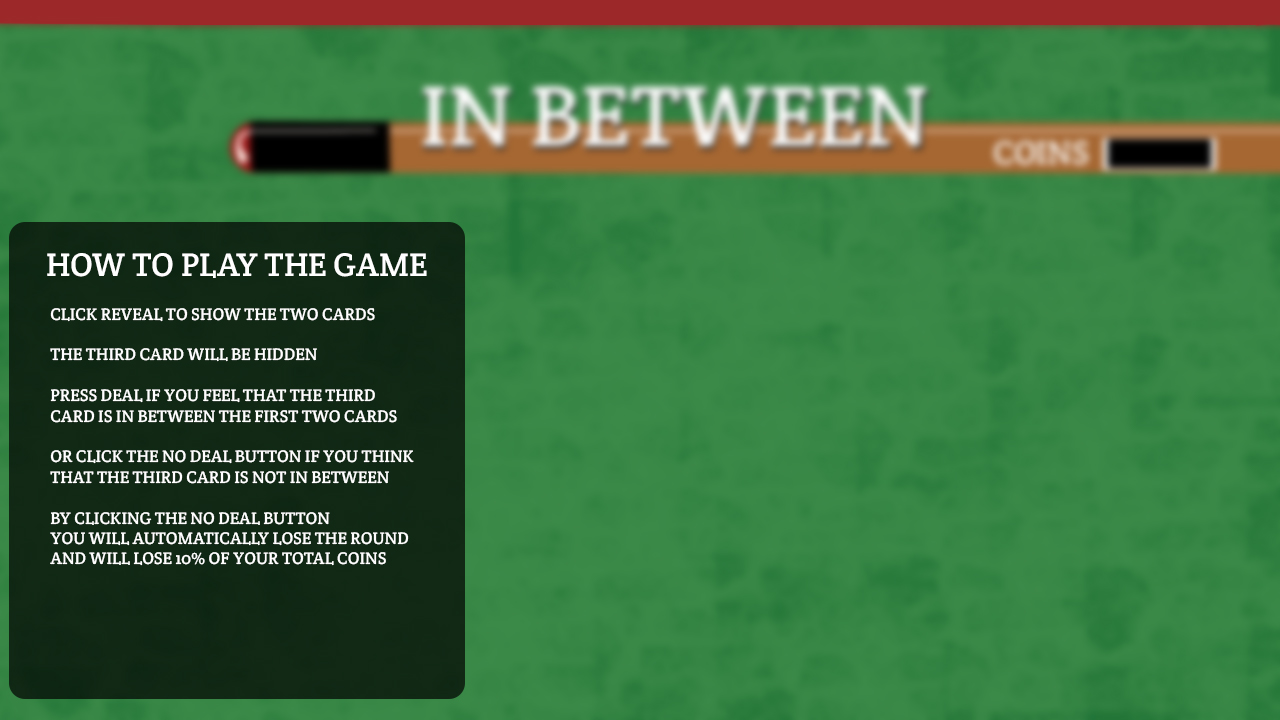 IN BETWEEN
COINS
HOW TO PLAY THE GAME
CLICK REVEAL TO SHOW THE TWO CARDS
THE THIRD CARD WILL BE HIDDEN
PRESS DEAL IF YOU FEEL THAT THE THIRD
CARD IS IN BETWEEN THE FIRST TWO CARDS
OR CLICK THE NO DEAL BUTTON IF YOU THINK
THAT THE THIRD CARD IS NOT IN BETWEEN
BY CLICKING THE NO DEAL BUTTON
YOU WILL AUTOMATICALLY LOSE THE ROUND
AND WILL LOSE 10% OF YOUR TOTAL COINS